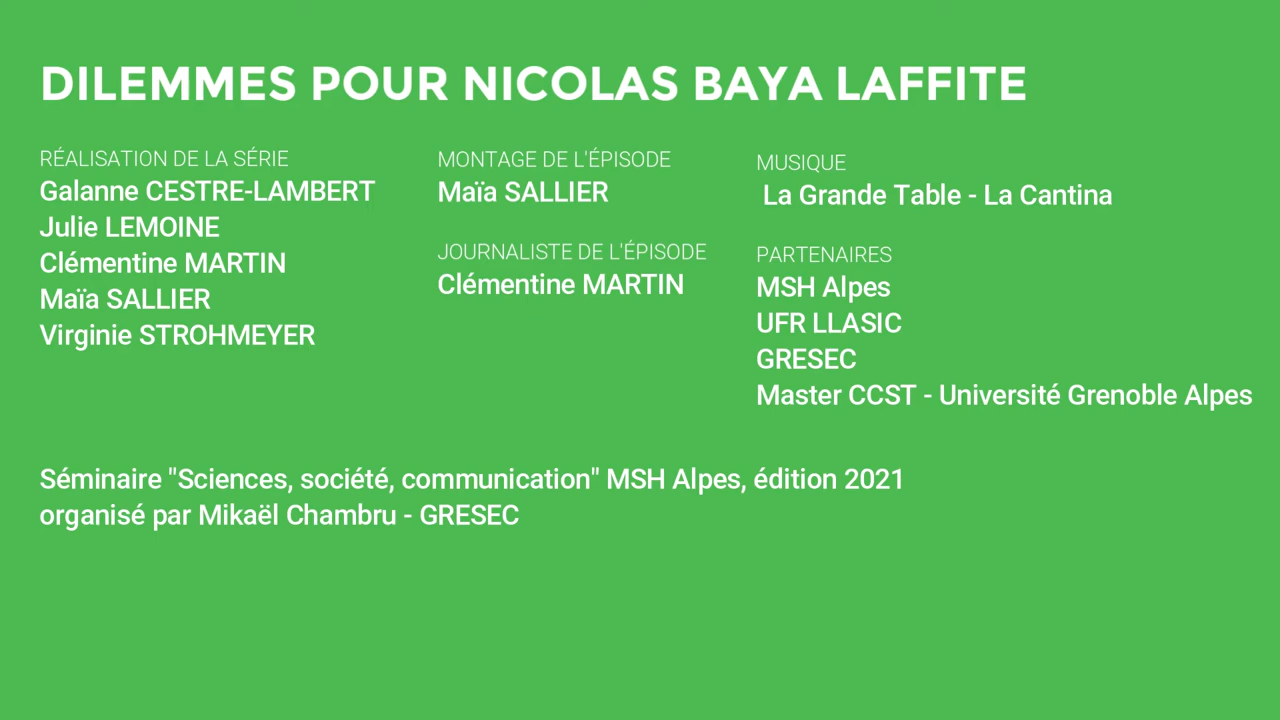 DILEMMES POUR NICOLAS BAYA LAFFITE
RÉALISATION DE LA SÉRIE
Galanne CESTRE-LAMBERT
Julie LEMOINE
Clémentine MARTIN
Maïa SALLIER
Virginie STROHMEYER
MONTAGE DE L'ÉPISODE
Maïa SALLIER
JOURNALISTE DE L'ÉPISODE
Clémentine MARTIN
MUSIQUE
La Grande Table - La Cantina
PARTENAIRES
MSH Alpes
UFR LLASIC
GRESEC
Master CCST - Université Grenoble Alpes
Séminaire "Sciences, société, communication" MSH Alpes, édition 2021
organisé par Mikaël Chambru - GRESEC